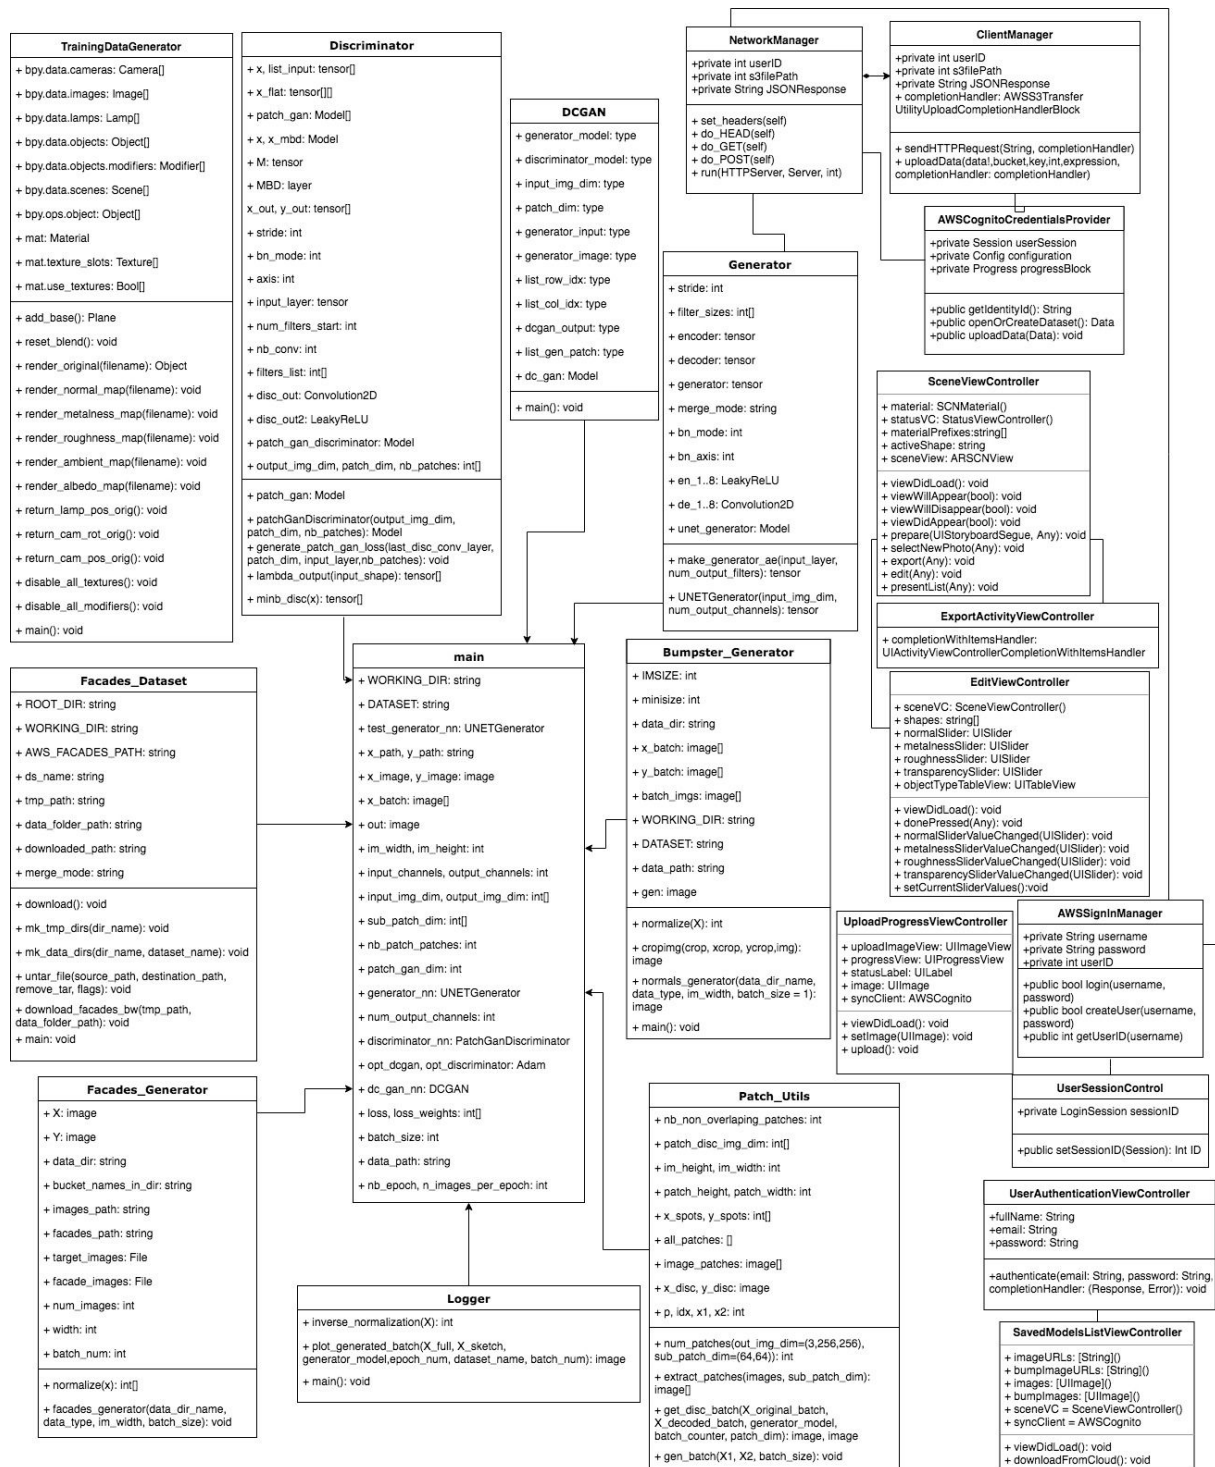 TrainingDataGenerator
+ bpy.data.cameras: Camera[]
+ bpy.data.images: Image[]
+ bpy.data.lamps: Lamp[]
+ bpy.data.objects: Object[]
+ bpy.data.objects.modifiers: Modifier[]
+ bpy.data.scenes: Scene[]
+ bpy.ops.object: Object[]
+ mat: Material
+ mat.texture_slots: Texture[]
+ mat.use_textures: Bool[]
+ add_base(): Plane
+ reset_blend(): void
+ render_original(filename): Object
+ render_normal_map(filename): void
+ render_metalness_map(filename): void
+ render_roughness_map(filename): void
+ render_ambient_map(filename): void
+ render_albedo_map(filename): void
+ return_lamp_pos_orig(): void
+ return_cam_rot_orig(): void
+ return_cam_pos_orig(): void
+ disable_all_textures(): void
+ disable_all_modifiers(): void
+ main(): void
Discriminator
+ x, list_input: tensor[]
+ x_flat: tensor[][]
+ patch_gan: Model[]
+ x, x_mbd: Model
+ M: tensor
+ MBD: layer
x_out, y_out: tensor[]
+ stride: int
+ bn_mode: int
+ axis: int
+ input_layer: tensor
+ num_filters_start: int
+ nb_conv: int
+ filters_list: int[]
+ disc_out: Convolution2D
+ disc_out2: LeakyReLU
+ patch_gan_discriminator: Model
+ output_img_dim, patch_dim, nb_patches: int[]
+ patch_gan: Model
+ patchGanDiscriminator(output_img_dim,
patch_dim, nb_patches): Model
+ generate_patch_gan_loss(last_disc_conv_layer,
patch_dim, input_layer,nb_patches): void
+ lambda_output(input_shape): tensor[]
+ minb_disc(x): tensor[]
DCGAN
+ generator_model: type
+ discriminator_model: type
+ input_img_dim: type
+ patch_dim: type
+ generator_input: type
+ generator_image: type
+ list_row_idx: type
+ list_col_idx: type
+ dcgan_output: type
+ list_gen_patch: type
+ dc_gan: Model
+ main(): void
NetworkManager
+private int userID
+private int s3filePath
+private String JSONResponse
+ set_headers(self)
+ do_HEAD(self)
+ do_GET(self)
+ do_POST(self)
+ run(HTTPServer, Server, int)
ClientManager
+private int userID
+private int s3filePath
+private String JSONResponse
+ completionHandler: AWSS3Transfer
UtilityUploadCompletionHandlerBlock
+ sendHTTPRequest(String, completionHandler)
+ uploadData(data!,bucket,key,int,expression,
completionHandler: completionHandler)
AWSCognitoCredentialsProvider
+private Session userSession
+private Config configuration
+private Progress progressBlock
+public getIdentityId(): String
+public openOrCreateDataset(): Data
+public uploadData(Data): void
Generator
+ stride: int
+ filter_sizes: int[]
+ encoder: tensor
+ decoder: tensor
+ generator: tensor
+ merge_mode: string
+ bn_mode: int
+ bn_axis: int
+ en_1..8: LeakyReLU
+ de_1..8: Convolution2D
+ unet_generator: Model
+ make_generator_ae(input_layer,
num_output_filters): tensor
+ UNETGenerator(input_img_dim,
num_output_channels): tensor
SceneViewController
+ material: SCNMaterial()
+ statusVC: StatusViewController()
+ materialPrefixes:string[]
+ activeShape: string
+ sceneView: ARSCNView
+ viewDidLoad(): void
+ viewWillAppear(bool): void
+ viewWillDisappear(bool): void
+ viewDidAppear(bool): void
+ prepare(UIStoryboardSegue, Any): void
+ selectNewPhoto(Any): void
+ export(Any): void
+ edit(Any): void
+ presentList(Any): void
ExportActivityViewController
+ completionWithItemsHandler:
UIActivityViewControllerCompletionWithItemsHandler
EditViewController
+ sceneVC: SceneViewController()
+ shapes: string[]
+ normalSlider: UISlider
+ metalnessSlider: UISlider
+ roughnessSlider: UISlider
+ transparencySlider: UISlider
+ objectTypeTableView: UITableView
+ viewDidLoad(): void
+ donePressed(Any): void
+ normalSliderValueChanged(UISlider): void
+ metalnessSliderValueChanged(UISlider): void
+ roughnessSliderValueChanged(UISlider): void
+ transparencySliderValueChanged(UISlider): void
+ setCurrentSliderValues():void
Facades_Dataset
+ ROOT_DIR: string
+ WORKING_DIR: string
+ AWS_FACADES_PATH: string
+ ds_name: string
+ tmp_path: string
+ data_folder_path: string
+ downloaded_path: string
+ merge_mode: string
+ download(): void
+ mk_tmp_dirs(dir_name): void
+ mk_data_dirs(dir_name, dataset_name): void
+ untar_file(source_path, destination_path,
remove_tar, flags): void
+ download_facades_bw(tmp_path,
data_folder_path): void
+ main: void
main
+ WORKING_DIR: string
+ DATASET: string
+ test_generator_nn: UNETGenerator
+ x_path, y_path: string
+ x_image, y_image: image
+ x_batch: image[]
+ out: image
+ im_width, im_height: int
+ input_channels, output_channels: int
+ input_img_dim, output_img_dim: int[]
+ sub_patch_dim: int[]
+ nb_patch_patches: int
+ patch_gan_dim: int
+ generator_nn: UNETGenerator
+ num_output_channels: int
+ discriminator_nn: PatchGanDiscriminator
+ opt_dcgan, opt_discriminator: Adam
+ dc_gan_nn: DCGAN
+ loss, loss_weights: int[]
+ batch_size: int
+ data_path: string
+ nb_epoch, n_images_per_epoch: int
Bumpster_Generator
+ IMSIZE: int
+ minisize: int
+ data_dir: string
+ x_batch: image[]
+ y_batch: image[]
+ batch_imgs: image[]
+ WORKING_DIR: string
+ DATASET: string
+ data_path: string
+ gen: image
+ normalize(X): int
+ cropimg(crop, xcrop, ycrop,img):
image
+ normals_generator(data_dir_name,
data_type, im_width, batch_size = 1):
image
+ main(): void
UploadProgressViewController
+ uploadImageView: UIImageView
+ progressView: UIProgressView
+ statusLabel: UILabel
+ image: UIImage
+ syncClient: AWSCognito
+ viewDidLoad(): void
+ setImage(UIImage): void
+ upload(): void
AWSSignInManager
+private String username
+private String password
+private int userID
+public bool login(username,
password)
+public bool createUser(username,
password)
+public int getUserID(username)
UserSessionControl
+private LoginSession sessionID
+public setSessionID(Session): Int ID
Facades_Generator
+ X: image
+ Y: image
+ data_dir: string
+ bucket_names_in_dir: string
+ images_path: string
+ facades_path: string
+ target_images: File
+ facade_images: File
+ num_images: int
+ width: int
+ batch_num: int
+ normalize(x): int[]
+ facades_generator(data_dir_name,
data_type, im_width, batch_size): void
Logger
+ inverse_normalization(X): int
+ plot_generated_batch(X_full, X_sketch,
generator_model,epoch_num, dataset_name, batch_num): image
+ main(): void
Patch_Utils
+ nb_non_overlaping_patches: int
+ patch_disc_img_dim: int[]
+ im_height, im_width: int
+ patch_height, patch_width: int
+ x_spots, y_spots: int[]
+ all_patches: []
+ image_patches: image[]
+ x_disc, y_disc: image
+ p, idx, x1, x2: int
+ num_patches(out_img_dim=(3,256,256),
sub_patch_dim=(64,64)): int
+ extract_patches(images, sub_patch_dim):
image[]
+ get_disc_batch(X_original_batch,
X_decoded_batch, generator_model,
batch_counter, patch_dim): image, image
+ gen_batch(X1, X2, batch_size): void
UserAuthenticationViewController
+fullName: String
+email: String
+password: String
+authenticate(email: String, password: String,
completionHandler: (Response, Error)): void
SavedModelsListViewController
+ imageURLs: [String]()
+ bumpImageURLs: [String]()
+ images: [UIImage]()
+ bumpImages: [UIImage]()
+ sceneVC = SceneViewController()
+ syncClient = AWSCognito
+ viewDidLoad(): void
+ downloadFromCloud(): void